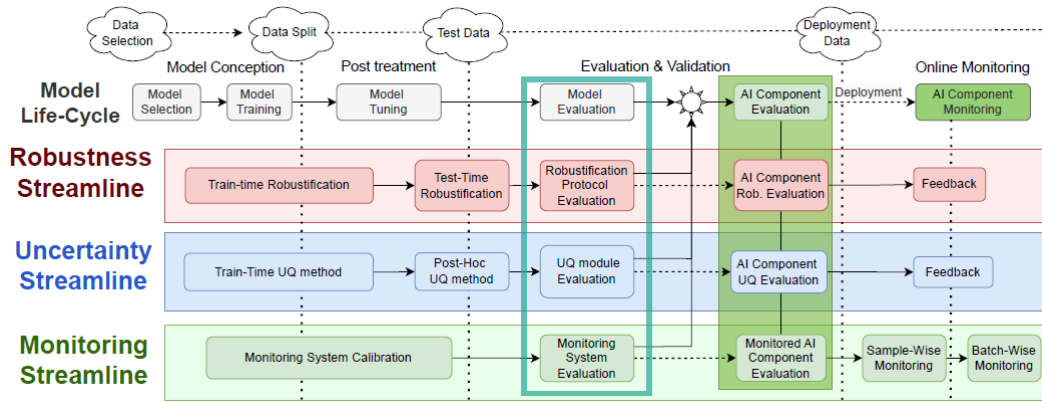 Data
Selection
Data Split
Test Data
Deployment
Data
Model Conception
Post treatment
Evaluation & Validation
Online Monitoring
Model
Life-Cycle
Model
Selection
Model
Training
Model
Tuning
Model
Evaluation
AI Component
Evaluation
Deployment
AI Component
Monitoring
Robustness
Streamline
Train-time Robustification
Test-Time
Robustification
Robustification
Protocol
Evaluation
AI Component
Rob. Evaluation
Feedback
Uncertainty
Streamline
Train-Time UQ method
Post-Hoc
UQ method
UQ module
Evaluation
AI Component
UQ Evaluation
Feedback
Monitoring
Streamline
Monitoring System Calibration
Monitoring
System
Evaluation
Monitored AI
Component
Evaluation
Sample-Wise
Monitoring
Batch-Wise
Monitoring